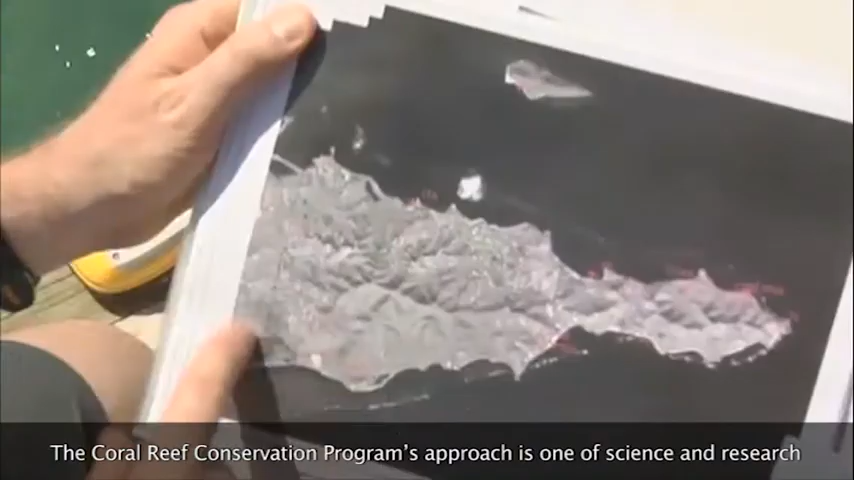 The Coral Reef Conservation Program's approach is one of science and research